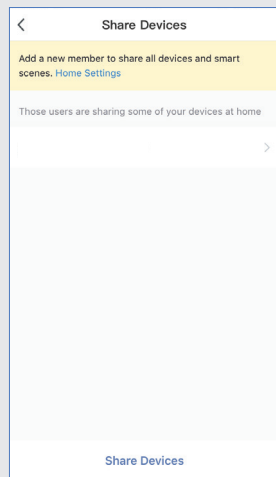 Share Devices
Add a new member to share all devices and smart
scenes. Home Settings
Those users are sharing some of your devices at home
Share Devices